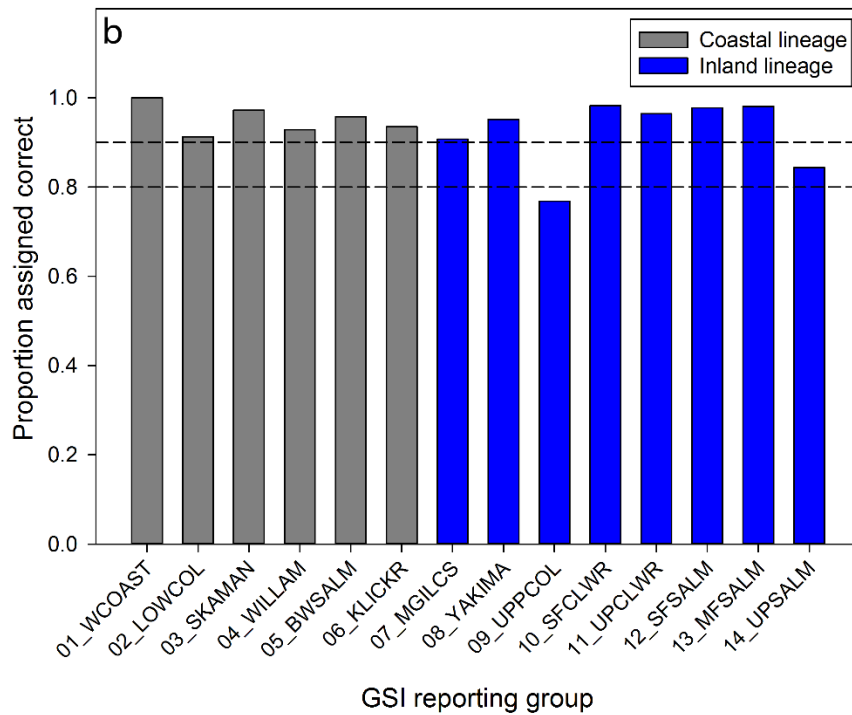 b
Coastal lineage
Inland lineage
1.0
0.8
0.6
0.4
0.2
0.0
Proportion assigned correct
01_WCOAST
02_LOWCOL
03_SKAMAN
04_WILLAM
05_BWSALM
06_KLICKR
07_MGILCS
08_YAKIMA
09_UPPCOL
10_SFCLWR
11_UPCLWR
12_SFSALM
13_MFSALM
14_UPSALM
GSI reporting group